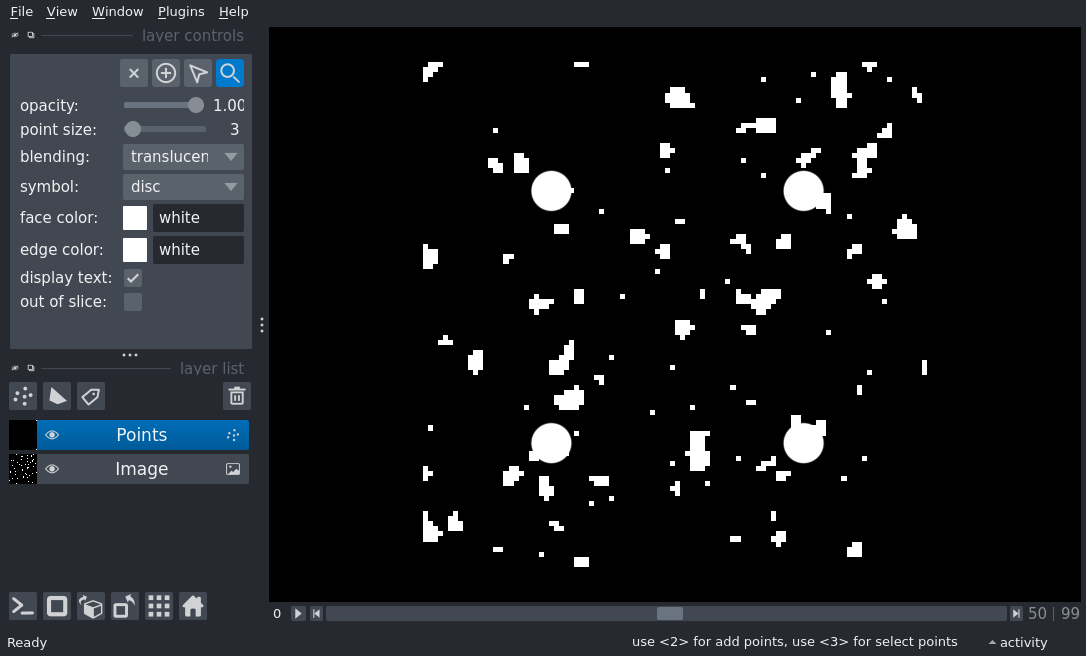 File View Window Plugins Help
layer controls
opacity: 1.00
point size: 3
blending: translucen
symbol: disc
face color: white
edge color: white
display text:
out of slice:
layer list
Points
Image
0 50 | 99
Ready use <2> for add points, use <3> for select points activity